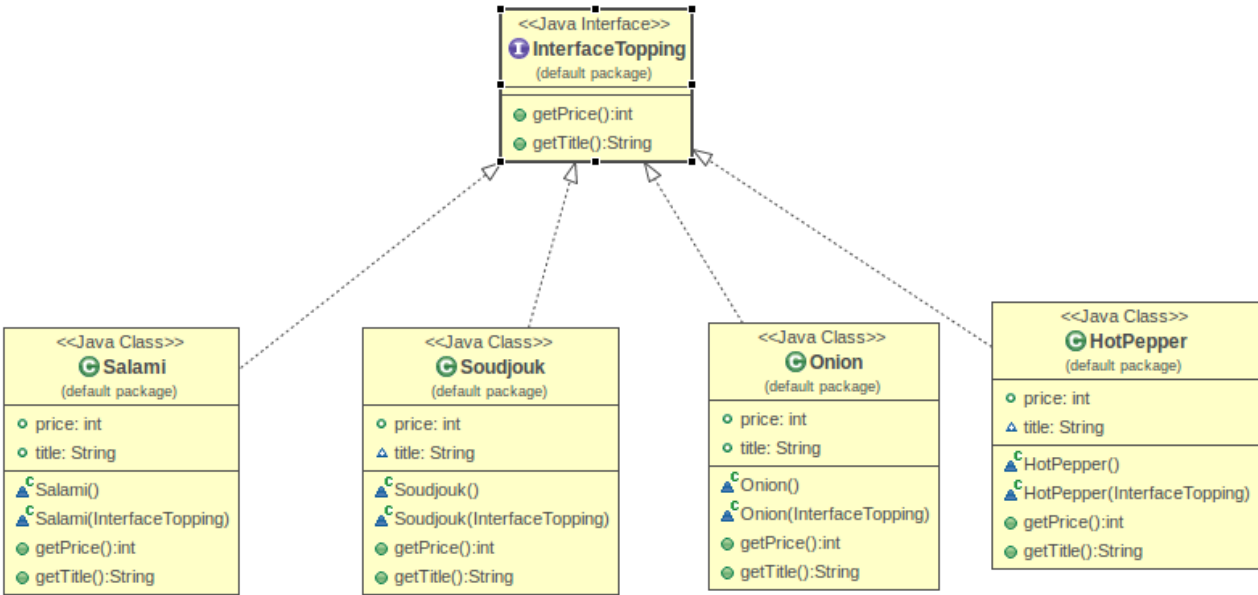 <<Java Interface>>
InterfaceTopping
(default package)
getPrice():int
getTitle():String
<<Java Class>>
Salami
(default package)
price: int
title: String
Salami()
Salami(InterfaceTopping)
getPrice():int
getTitle():String
<<Java Class>>
Soudjouk
(default package)
price: int
title: String
Soudjouk()
Soudjouk(InterfaceTopping)
getPrice():int
getTitle():String
<<Java Class>>
Onion
(default package)
price: int
title: String
Onion()
Onion(InterfaceTopping)
getPrice():int
getTitle():String
<<Java Class>>
HotPepper
(default package)
price: int
title: String
HotPepper()
HotPepper(InterfaceTopping)
getPrice():int
getTitle():String